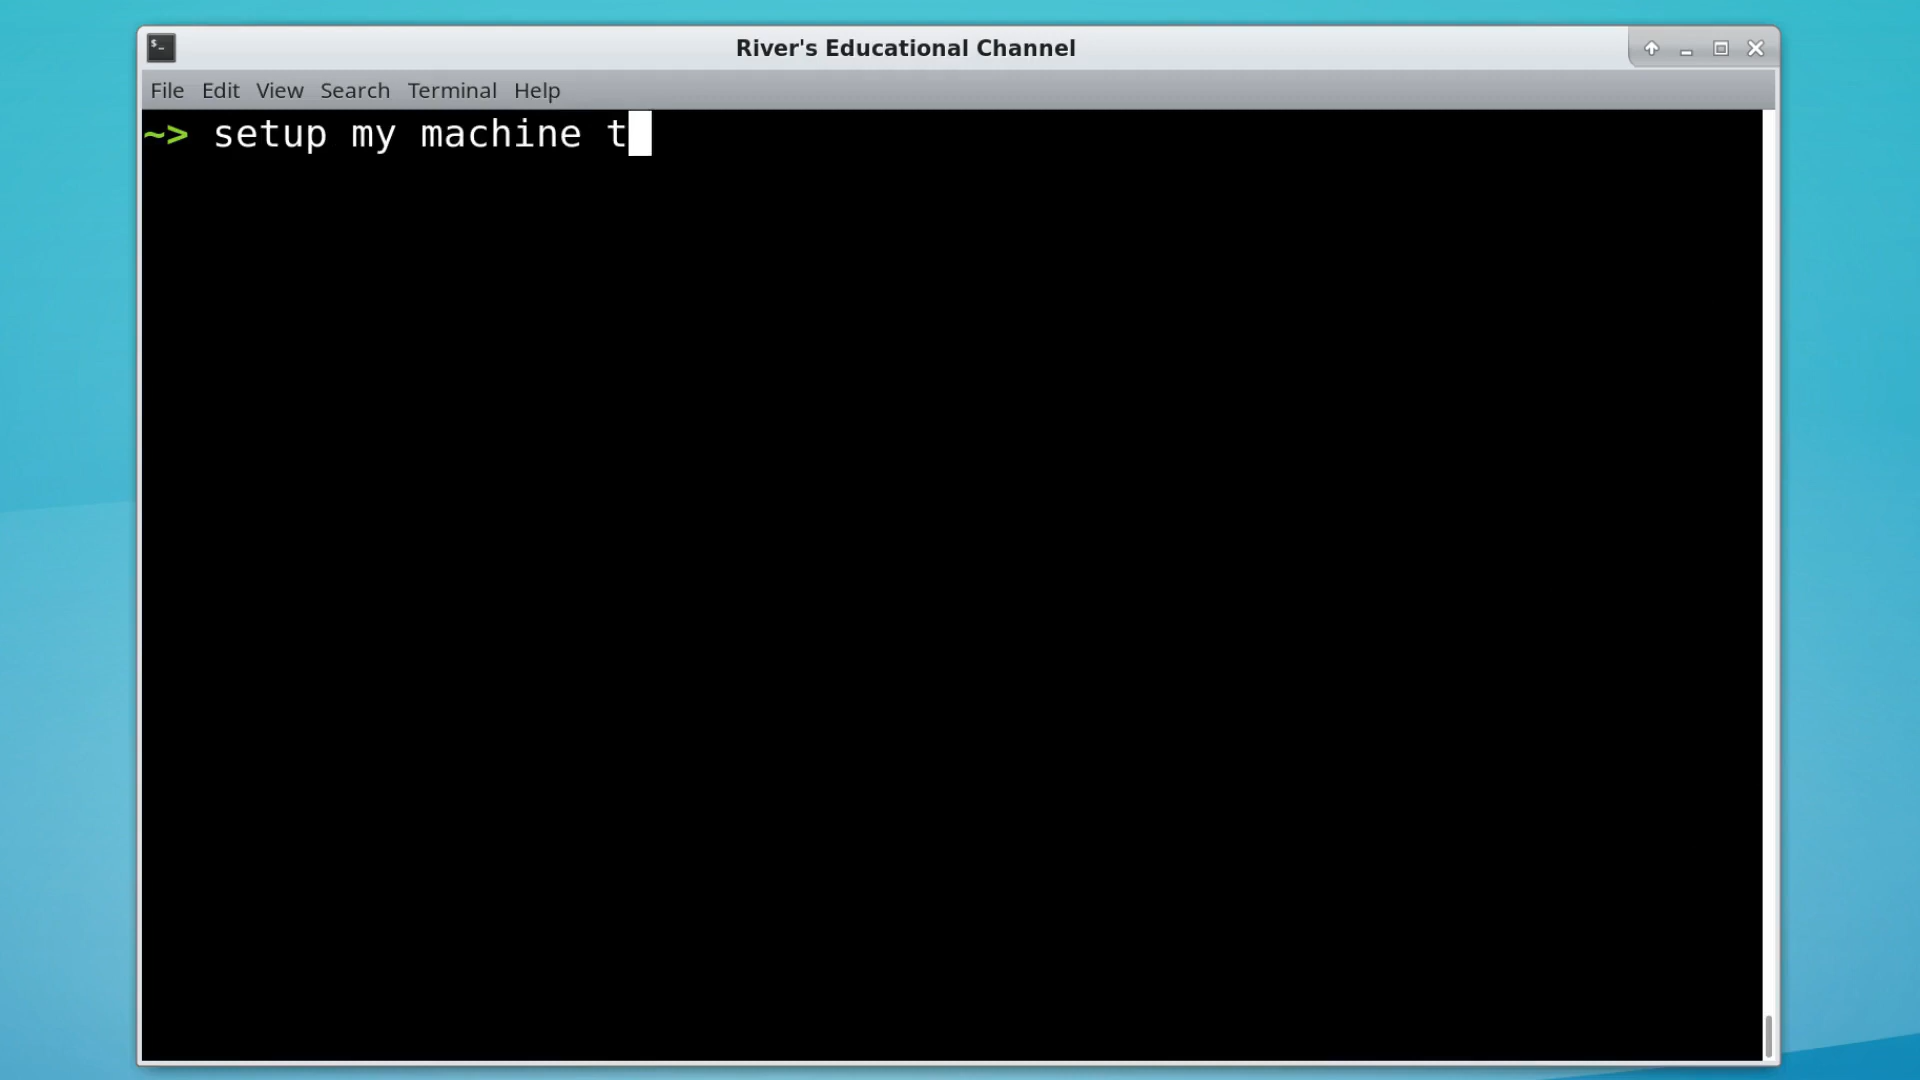 River's Educational Channel
File Edit View Search Terminal Help
~> setup my machine t